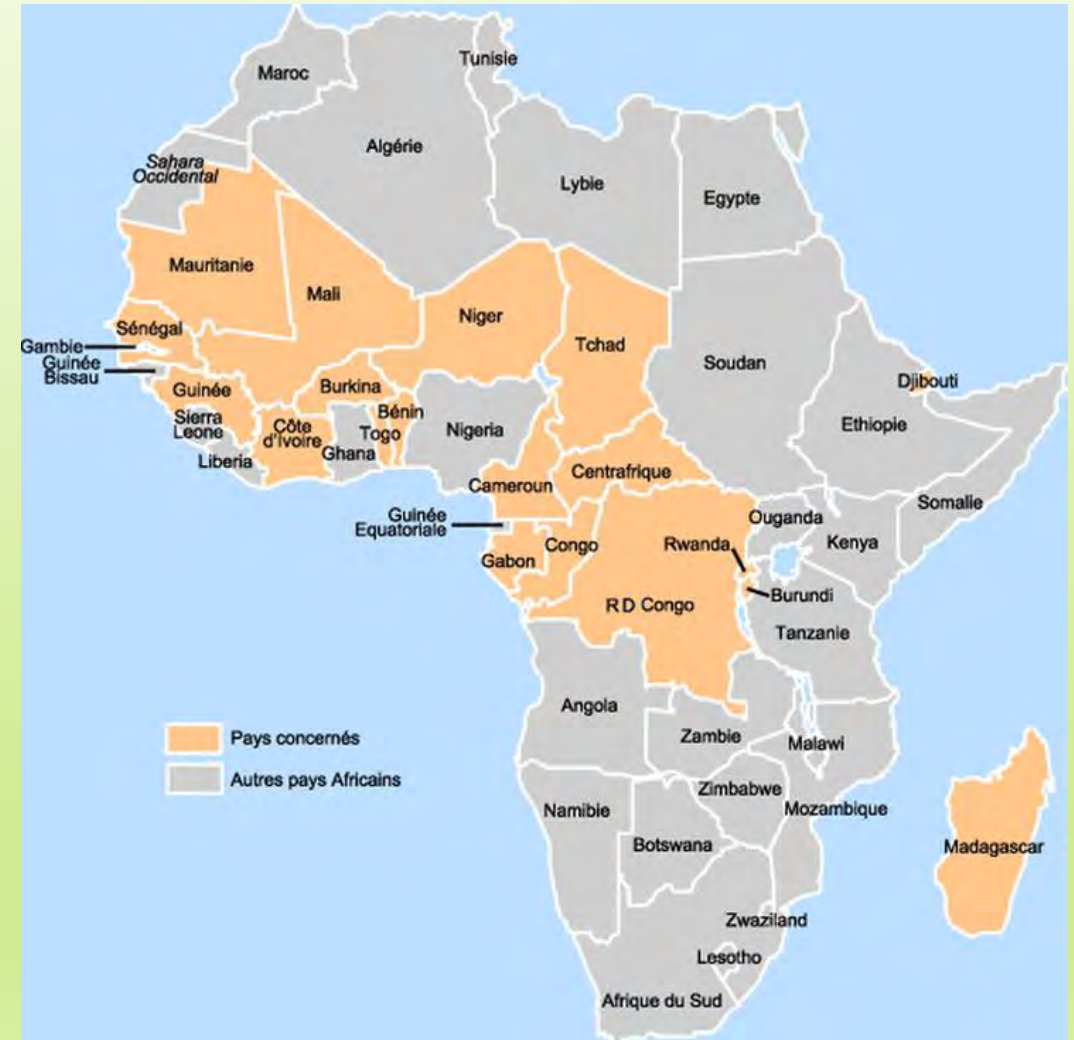 Tunisie
Maroc
Algérie
Sahara
Occidental
Lybie
Egypte
Mauritanie
Mali
Niger
Tchad
Soudan
Sénégal
Gambie
Guinée
Bissau
Guinée
Sierra
Leone
Liberia
Côte
d'Ivoire
Burkina
Ghana
Togo
Bénin
Nigeria
Djibouti
Ethiopie
Somalie
Centrafrique
Cameroun
Guinée
Equatoriale
Gabon
Congo
Ouganda
Kenya
Rwanda
Burundi
R D Congo
Tanzanie
Angola
Zambie
Malawi
Pays concernés
Autres pays Africains
Zimbabwe
Mozambique
Namibie
Botswana
Madagascar
Zwaziland
Lesotho
Afrique du Sud